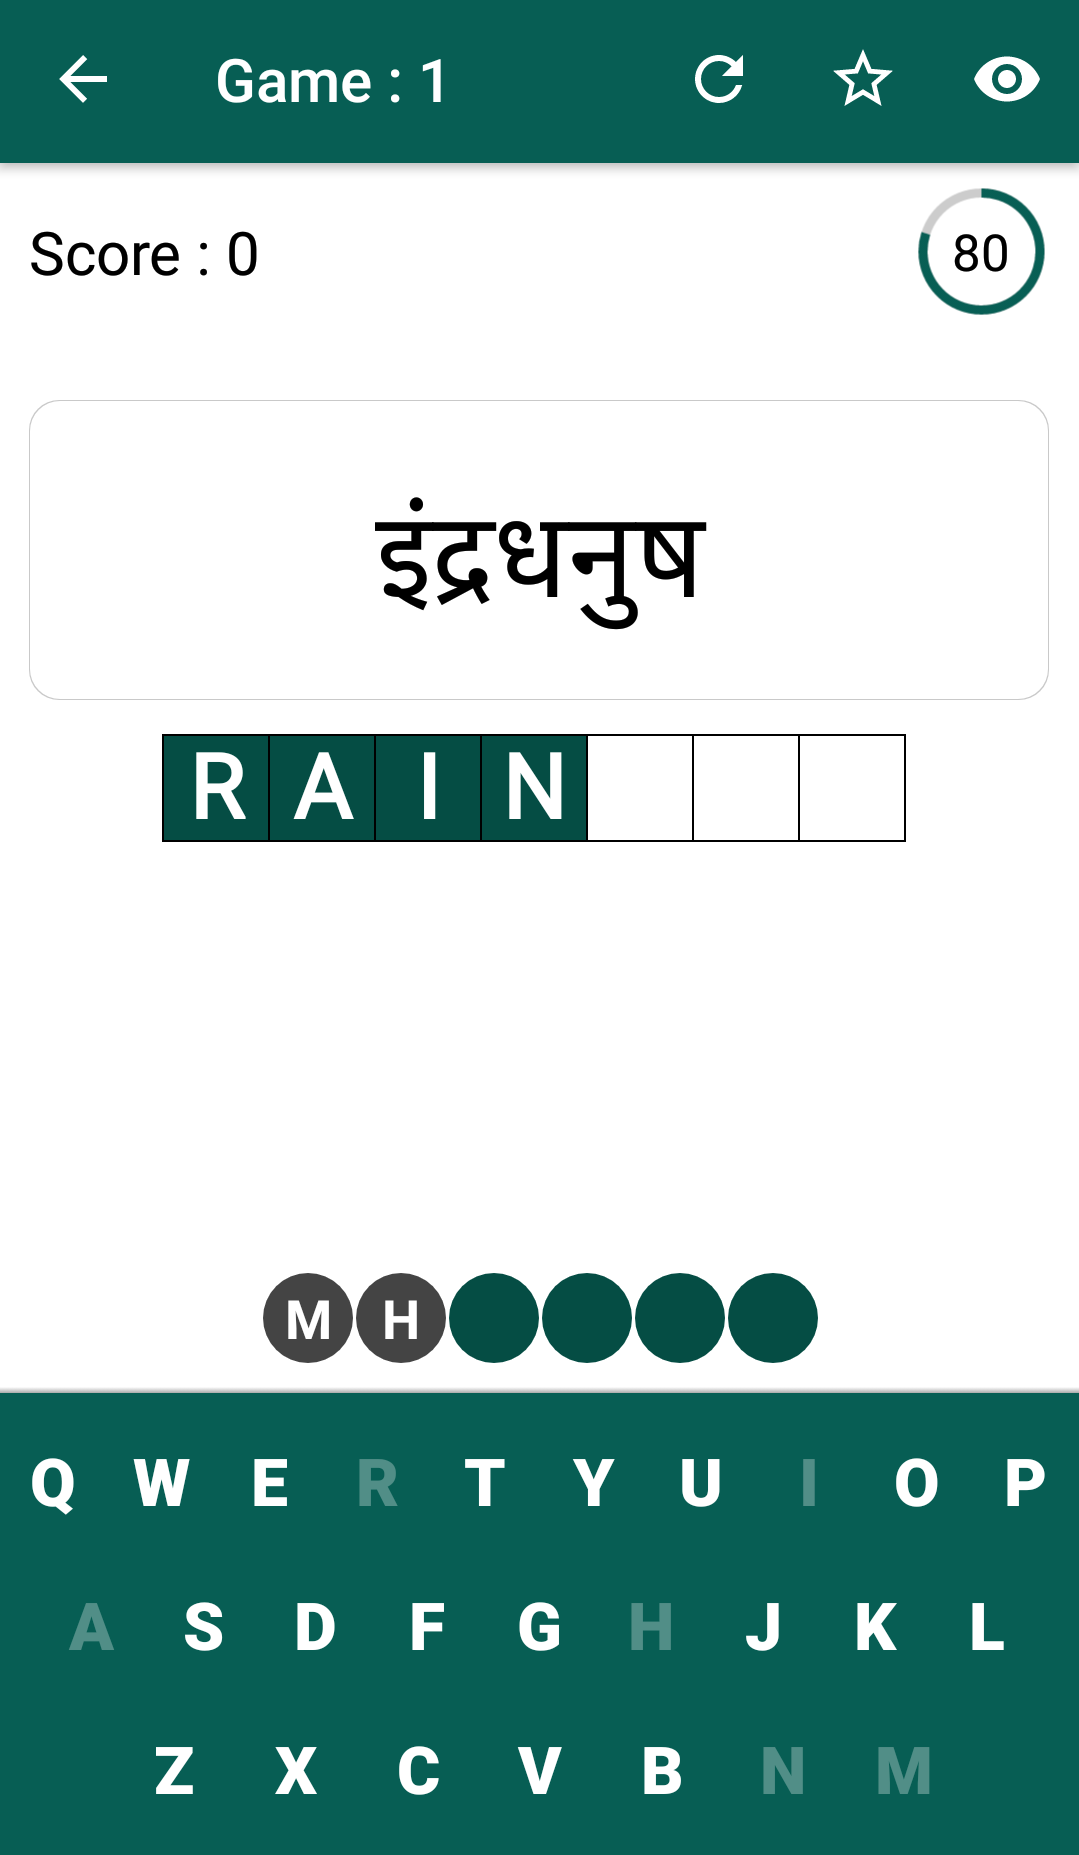 Game : 1
Score : 0
80
इंद्रधनुष
R A I N
M H
Q W E R T Y U I O P
A S D F G H J K L
Z X C V B N M